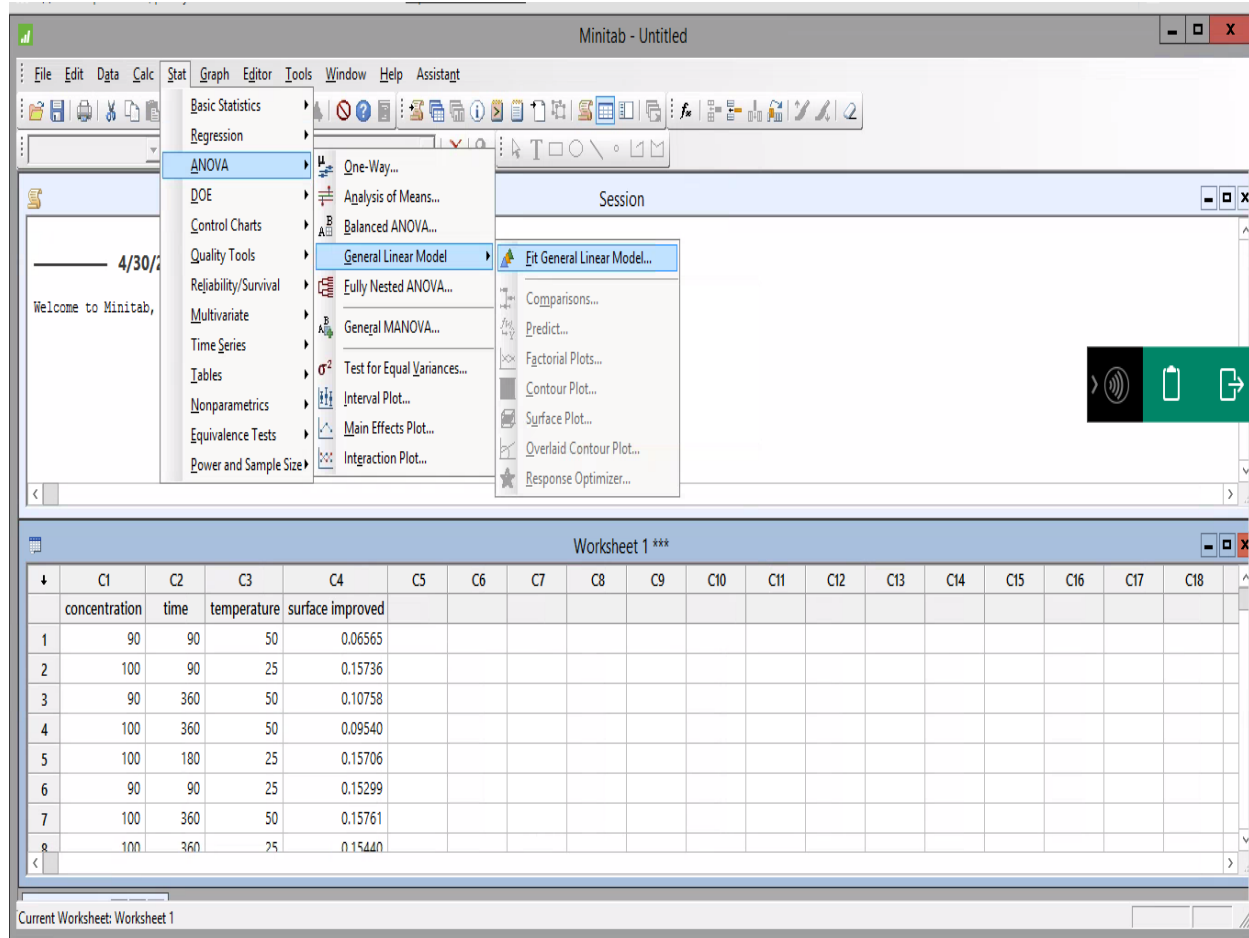 Minitab - Untitled
File Edit Data Calc Stat Graph Editor Tools Window Help Assistant
Basic Statistics
Regression
ANOVA
DOE
Control Charts
Quality Tools
Reliability/Survival
Multivariate
Time Series
Tables
Nonparametrics
Equivalence Tests
Power and Sample Size
One-Way...
Analysis of Means...
Balanced ANOVA...
General Linear Model
Fully Nested ANOVA...
General MANOVA...
Test for Equal Variances...
Interval Plot...
Main Effects Plot...
Interaction Plot...
Fit General Linear Model...
Comparisons...
Predict...
Factorial Plots...
Contour Plot...
Surface Plot...
Overlaid Contour Plot...
Response Optimizer...
Session
4/30/2
Welcome to Minitab,
Worksheet 1 ***
C1 C2 C3 C4 C5 C6 C7 C8 C9 C10 C11 C12 C13 C14 C15 C16 C17 C18
concentration time temperature surface improved
1 90 90 50 0.06565
2 100 90 25 0.15736
3 90 360 50 0.10758
4 100 360 50 0.09540
5 100 180 25 0.15706
6 90 90 25 0.15299
7 100 360 50 0.15761
8 100 360 25 0.15440
Current Worksheet: Worksheet 1